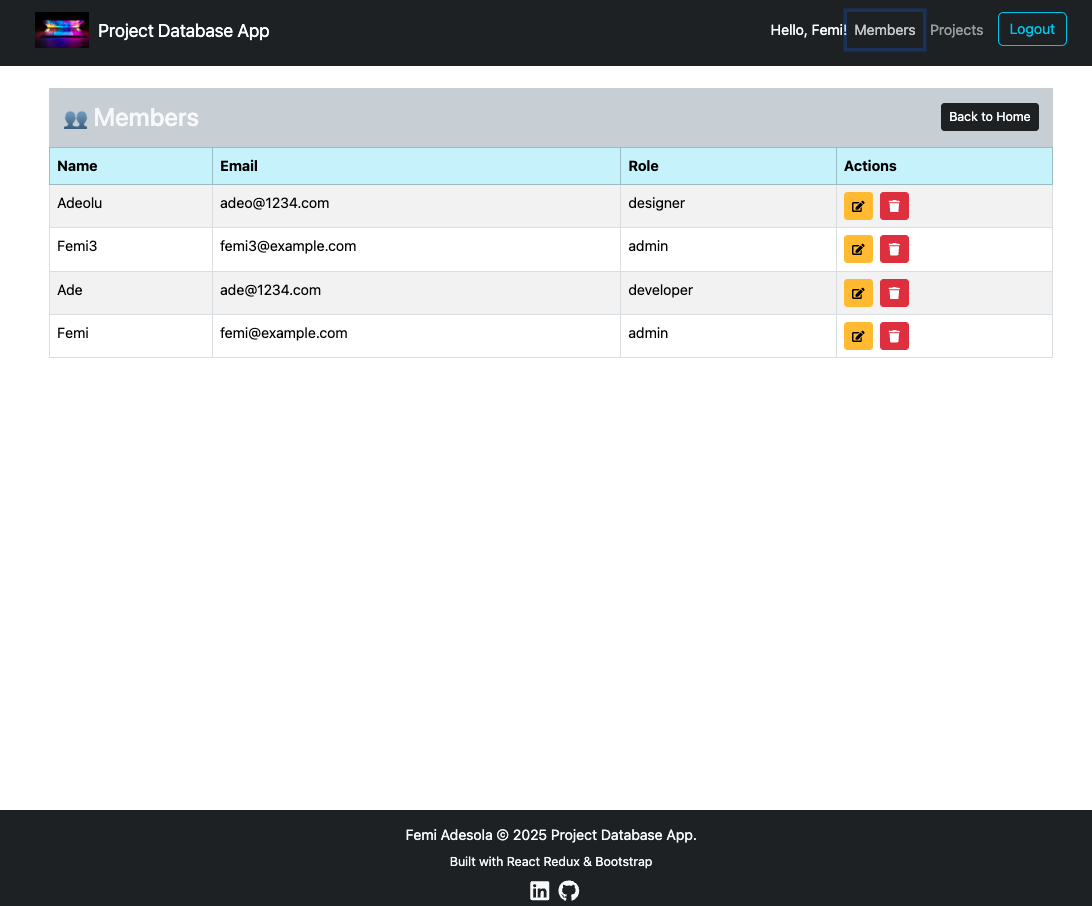 Project Database App
Hello, Femi! Members Projects Logout
Members
Back to Home
Name Email Role Actions
Adeolu adeo@1234.com designer
Femi3 femi3@example.com admin
Ade ade@1234.com developer
Femi femi@example.com admin
Femi Adesola © 2025 Project Database App.
Built with React Redux & Bootstrap
in